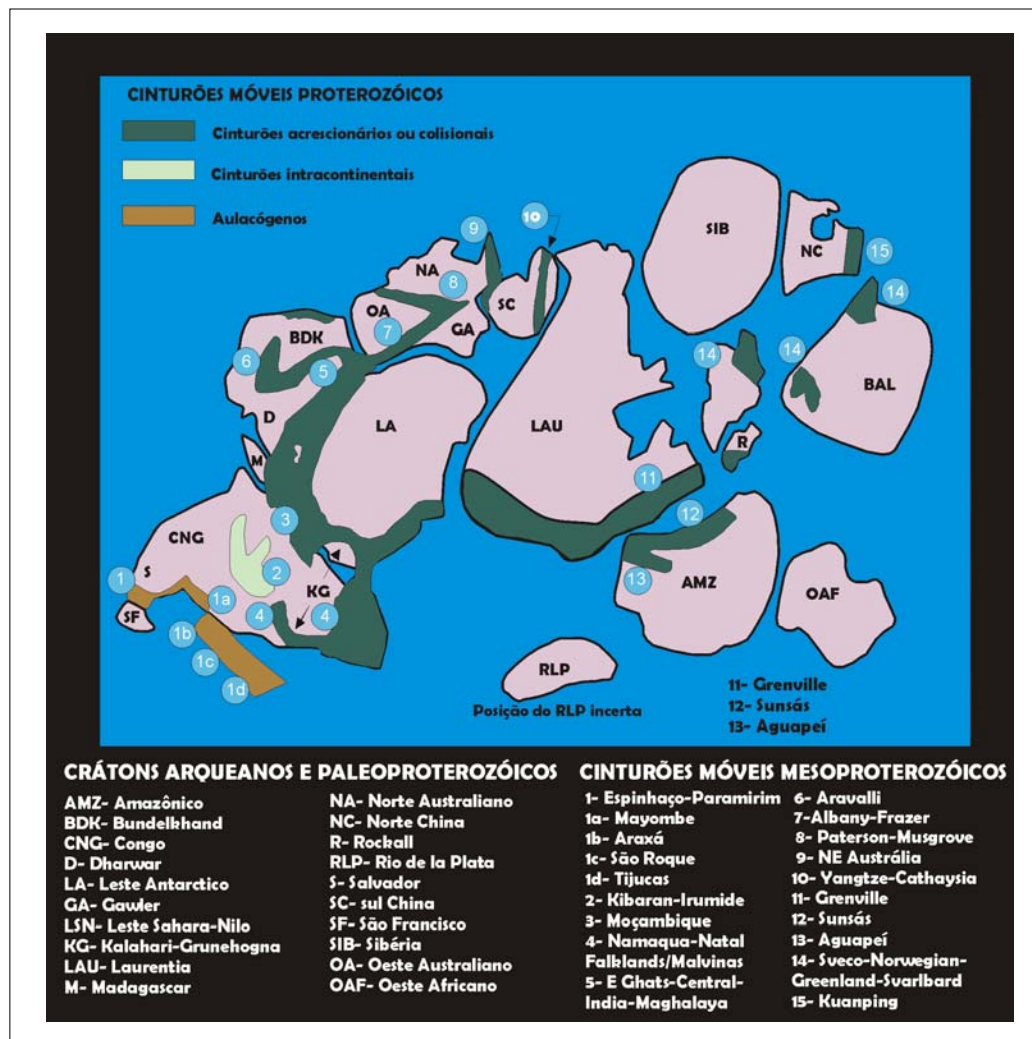 CINTURÕES MÓVEIS PROTEROZÓICOS
Cinturões acrescionários ou colisionais
Cinturões intracontinentais
Aulacógenos
10
9
SIB
NC
15
NA
8
SC
14
OA
GA
7
BDK
6
5
14
14
BAL
D
LA
LAU
R
M
11
3
12
CNG
2
S
1
1a
KG
4
4
13
AMZ
OAF
SF
1b
1c
1d
RLP
Posição do RLP incerta
11- Grenville
12- Sunsás
13- Aguapeí
CRÁTONS ARQUEANOS E PALEOPROTEROZÓICOS
AMZ- Amazônico
BDK- Bundelkhand
CNG- Congo
D- Dharwar
LA- Leste Antarctico
GA- Gawler
LSN- Leste Sahara-Nilo
KG- Kalahari-Grunehogna
LAU- Laurentia
M- Madagascar
NA- Norte Australiano
NC- Norte China
R- Rockall
RLP- Rio de la Plata
S- Salvador
SC- sul China
SF- São Francisco
SIB- Sibéria
OA- Oeste Australiano
OAF- Oeste Africano
CINTURÕES MÓVEIS MESOPROTEROZÓICOS
1- Espinhaço-Paramirim
1a- Mayombe
1b- Araxá
1c- São Roque
1d- Tijucas
2- Kibaran-Irumide
3- Moçambique
4- Namaqua-Natal
Falklands/Malvinas
5- E Ghats-Central-
India-Maghalaya
6- Aravalli
7-Albany-Frazer
8- Paterson-Musgrove
9- NE Austrália
10- Yangtze-Cathaysia
11- Grenville
12- Sunsás
13- Aguapeí
14- Sveco-Norwegian-
Greenland-Svarlbard
15- Kuanping